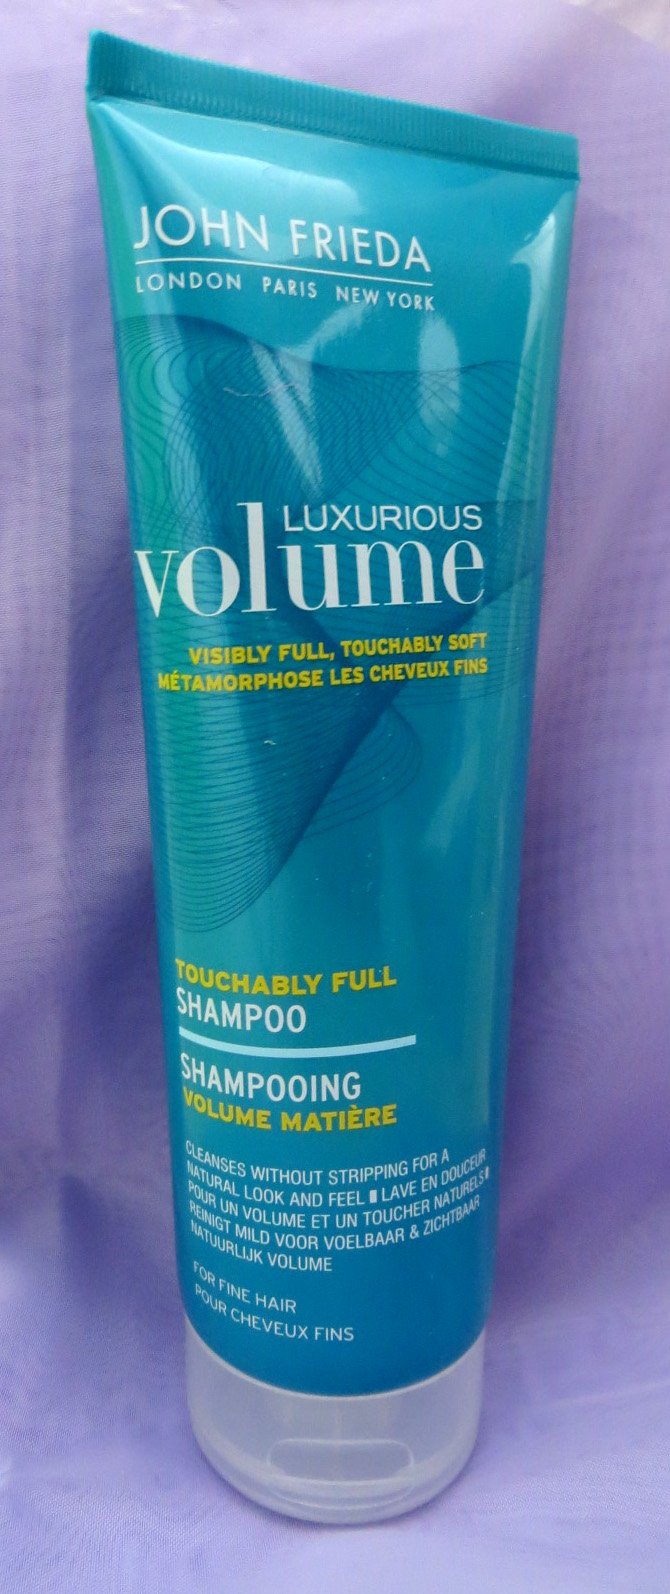 JOHN FRIEDA
LONDON PARIS NEW YORK
LUXURIOUS
volume
VISIBLY FULL, TOUCHABLY SOFT
MÉTAMORPHOSE LES CHEVEUX FINS
TOUCHABLY FULL
SHAMPOO
SHAMPOOING
VOLUME MATIÈRE
CLEANSES WITHOUT STRIPPING FOR A
NATURAL LOOK AND FEEL ▮ LAVE EN DOUCEUR
POUR UN VOLUME ET UN TOUCHER NATURELS ▮
REINIGT MILD VOOR VOELBAAR & ZICHTBAAR
NATUURLIJK VOLUME
FOR FINE HAIR
POUR CHEVEUX FINS